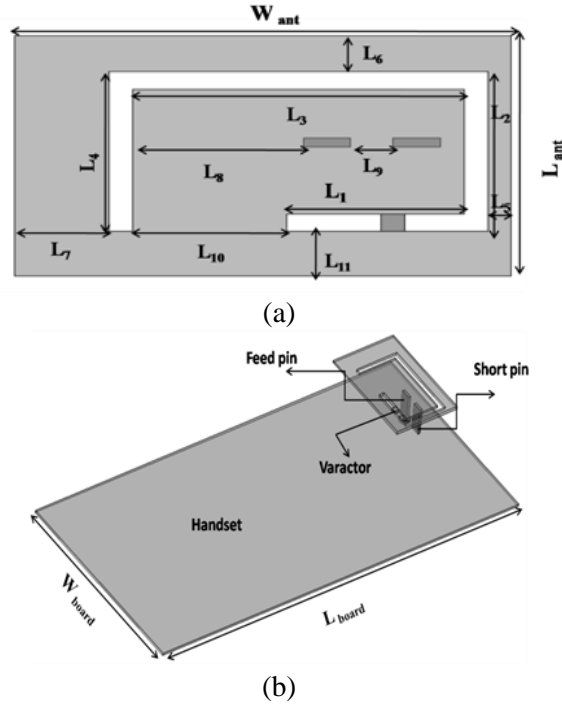 W ant
L6
L3
L2
L4
L ant
L8
L9
L1
L5
L7
L10
L11
(a)
Feed pin
Short pin
Varactor
Handset
W board
L board
(b)